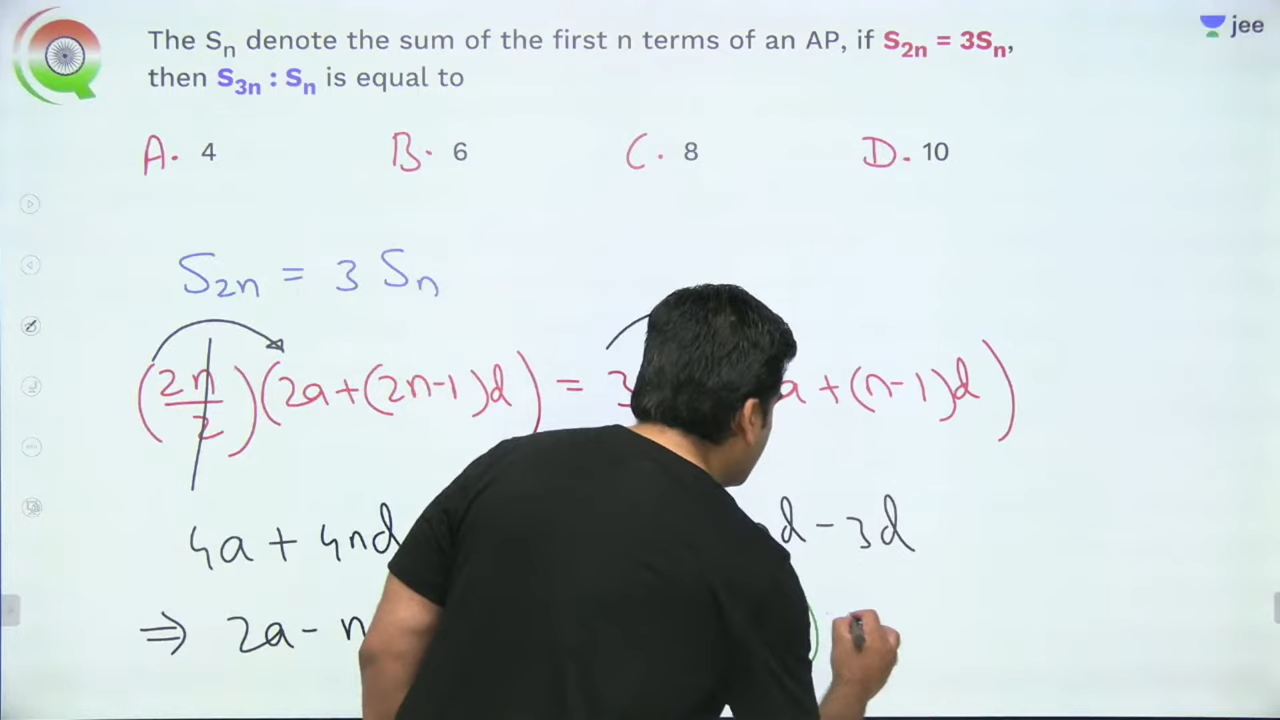 The Sₙ denote the sum of the first n terms of an AP, if S₂ₙ = 3Sₙ,
jee
then S₃ₙ : Sₙ is equal to
A. 4 B. 6 C. 8 D. 10
S₂ₙ = 3 Sₙ
(2n/2)(2a+(2n-1)d) = 3 a + (n-1)d)
4a + 4nd d - 3d
⇒ 2a - n )